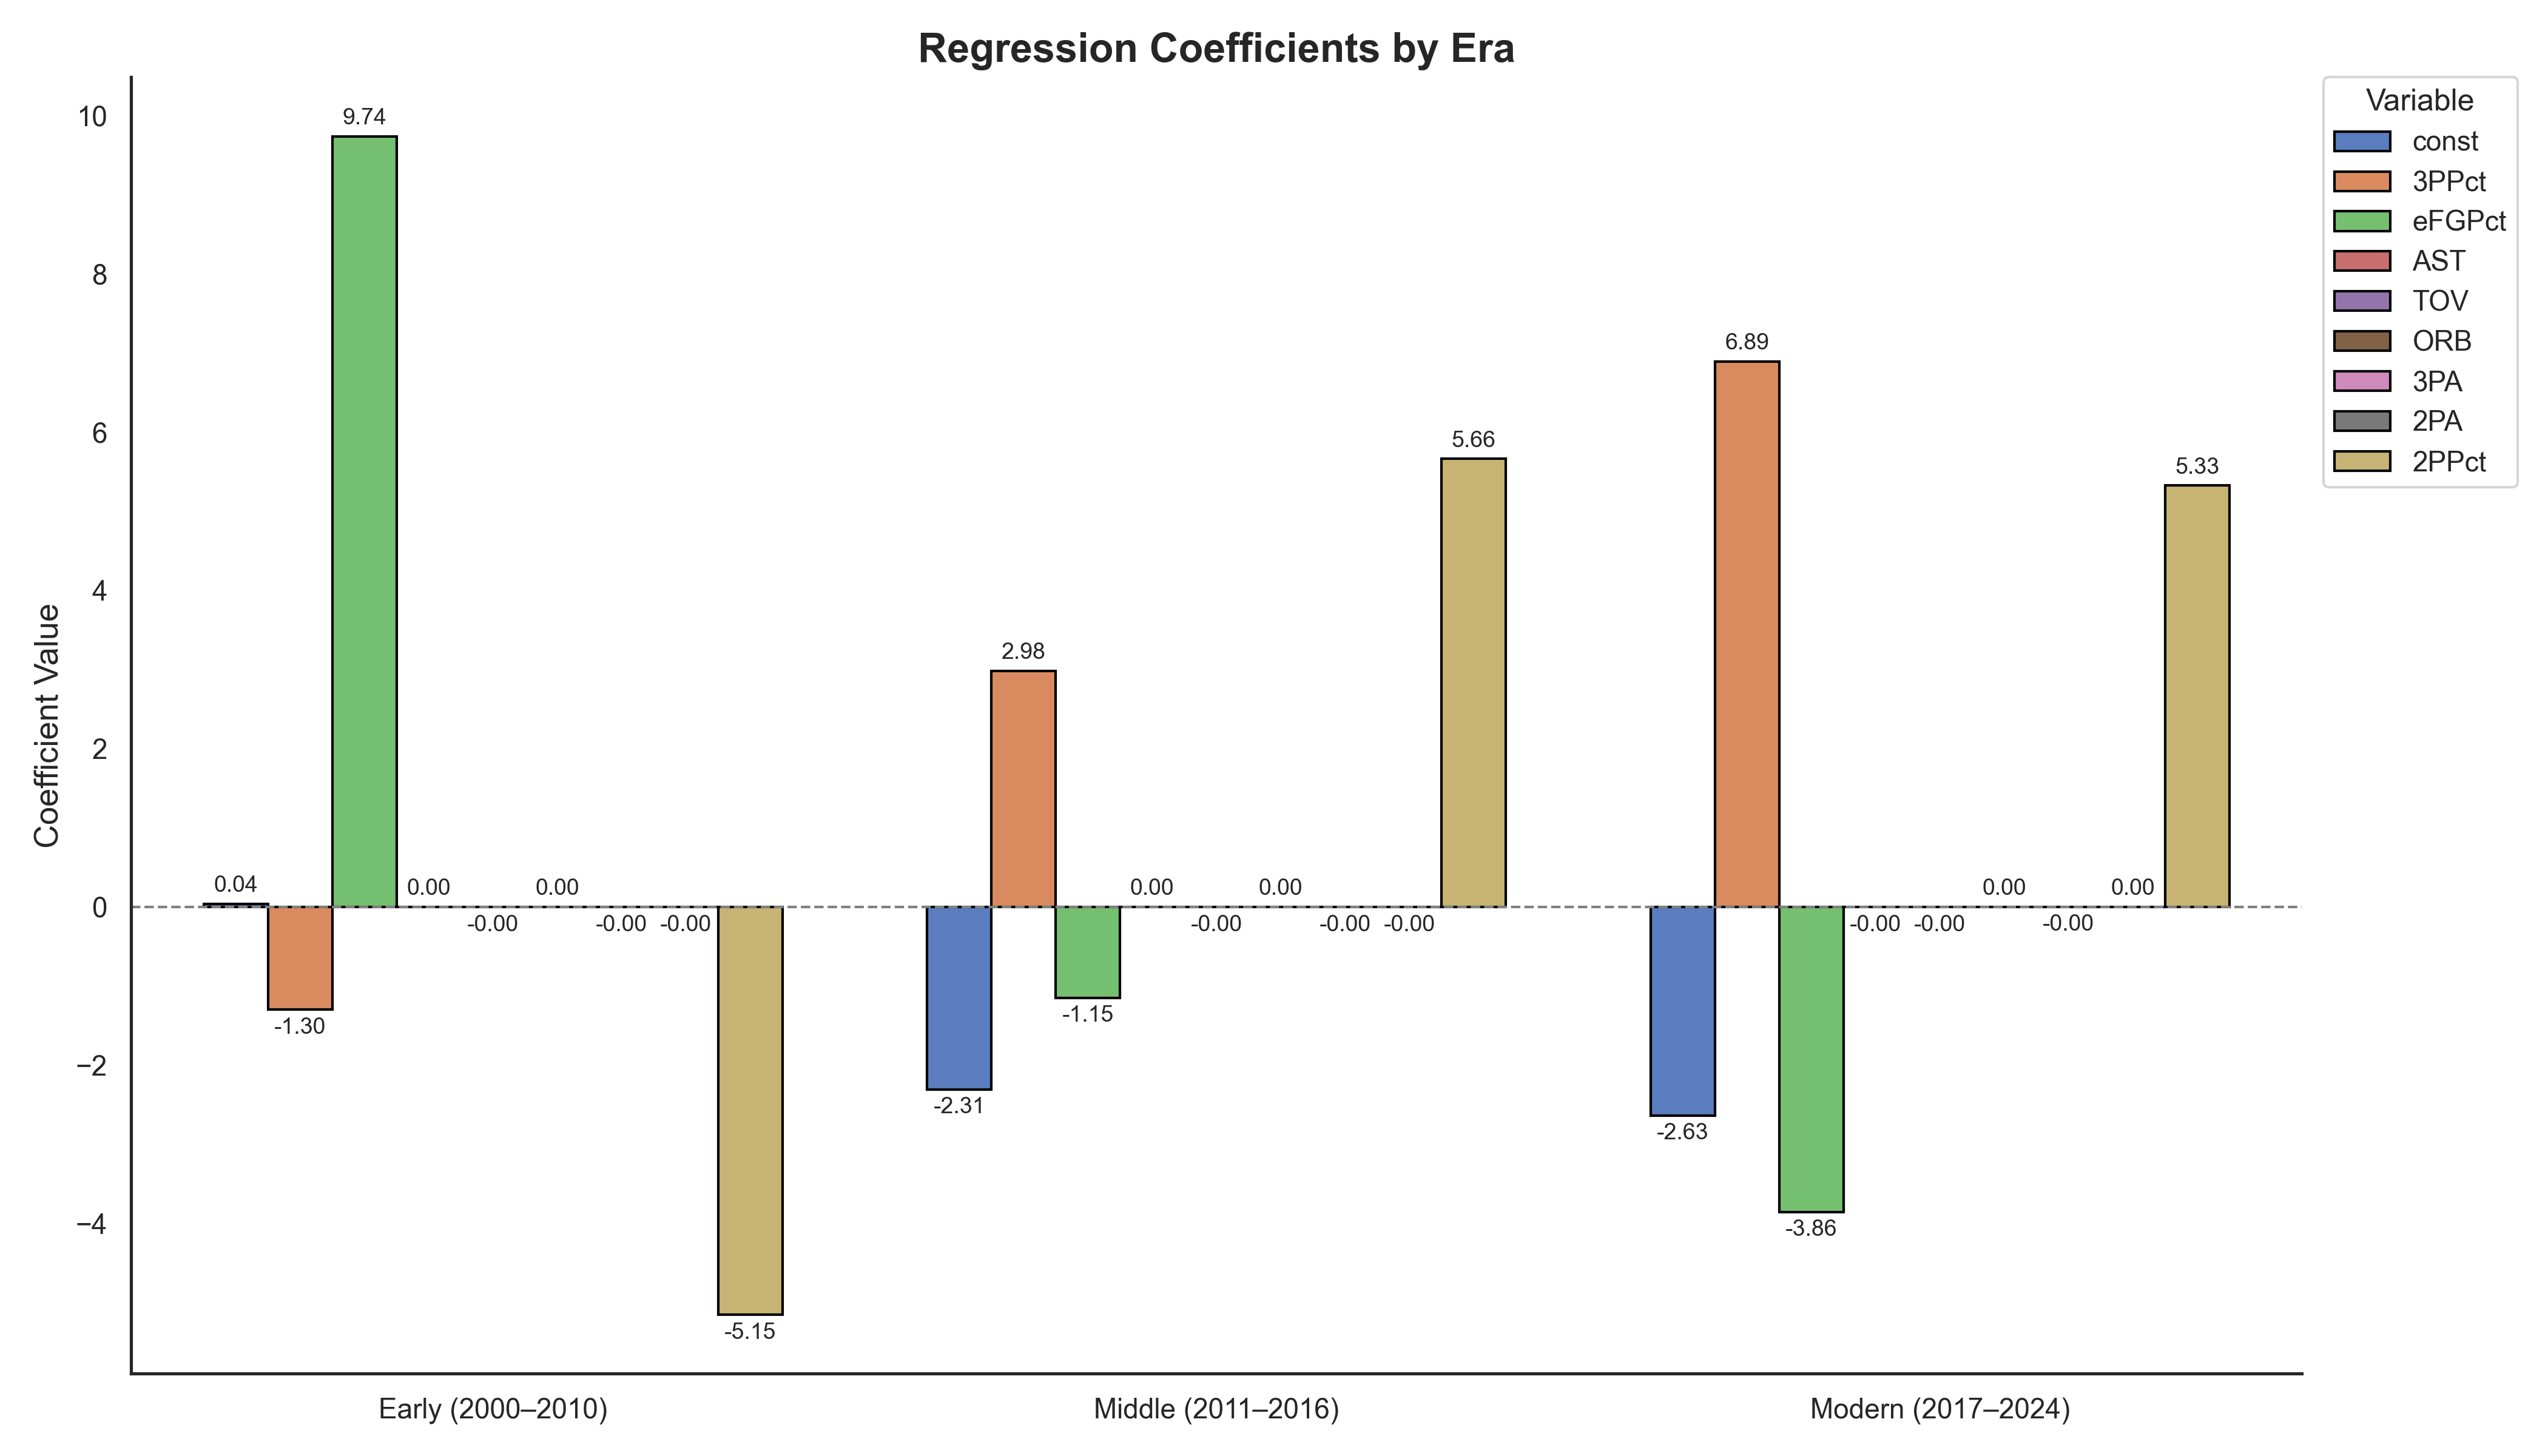 Regression Coefficients by Era
Coefficient Value
10
8
6
4
2
0
−2
−4
0.04
-1.30
9.74
0.00
-0.00
0.00
-0.00
-0.00
-5.15
-2.31
2.98
-1.15
0.00
-0.00
0.00
-0.00
-0.00
5.66
-2.63
6.89
-3.86
-0.00
-0.00
0.00
-0.00
0.00
5.33
Early (2000–2010)
Middle (2011–2016)
Modern (2017–2024)
Variable
const
3PPct
eFGPct
AST
TOV
ORB
3PA
2PA
2PPct